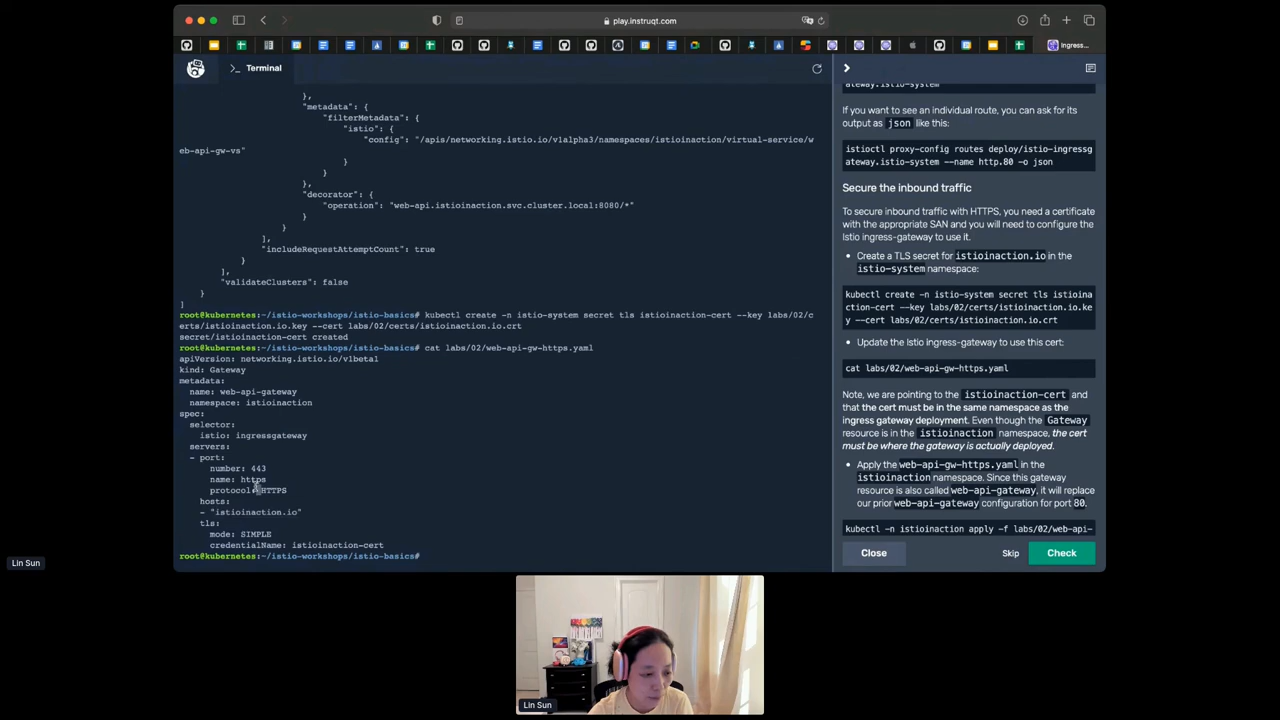 play.instruqt.com
Ingress...
>_ Terminal
},
"metadata": {
"filterMetadata": {
"istio": {
"config": "/apis/networking.istio.io/v1alpha3/namespaces/istioinaction/virtual-service/w
eb-api-gw-vs"
}
}
},
"decorator": {
"operation": "web-api.istioinaction.svc.cluster.local:8080/*"
}
}
],
"includeRequestAttemptCount": true
}
],
"validateClusters": false
}
]
root@kubernetes:~/istio-workshops/istio-basics# kubectl create -n istio-system secret tls istioinaction-cert --key labs/02/c
erts/istioinaction.io.key --cert labs/02/certs/istioinaction.io.crt
secret/istioinaction-cert created
root@kubernetes:~/istio-workshops/istio-basics# cat labs/02/web-api-gw-https.yaml
apiVersion: networking.istio.io/v1beta1
kind: Gateway
metadata:
name: web-api-gateway
namespace: istioinaction
spec:
selector:
istio: ingressgateway
servers:
- port:
number: 443
name: https
protocol: HTTPS
hosts:
- "istioinaction.io"
tls:
mode: SIMPLE
credentialName: istioinaction-cert
root@kubernetes:~/istio-workshops/istio-basics#
ateway.istio-system
If you want to see an individual route, you can ask for its
output as json like this:
istioctl proxy-config routes deploy/istio-ingressg
ateway.istio-system --name http.80 -o json
Secure the inbound traffic
To secure inbound traffic with HTTPS, you need a certificate
with the appropriate SAN and you will need to configure the
Istio ingress-gateway to use it.
• Create a TLS secret for istioinaction.io in the
istio-system namespace:
kubectl create -n istio-system secret tls istioina
ction-cert --key labs/02/certs/istioinaction.io.ke
y --cert labs/02/certs/istioinaction.io.crt
• Update the Istio ingress-gateway to use this cert:
cat labs/02/web-api-gw-https.yaml
Note, we are pointing to the istioinaction-cert and
that the cert must be in the same namespace as the
ingress gateway deployment. Even though the Gateway
resource is in the istioinaction namespace, the cert
must be where the gateway is actually deployed.
• Apply the web-api-gw-https.yaml in the
istioinaction namespace. Since this gateway
resource is also called web-api-gateway, it will replace
our prior web-api-gateway configuration for port 80.
kubectl -n istioinaction apply -f labs/02/web-api-
Close
Skip
Check
Lin Sun
Lin Sun